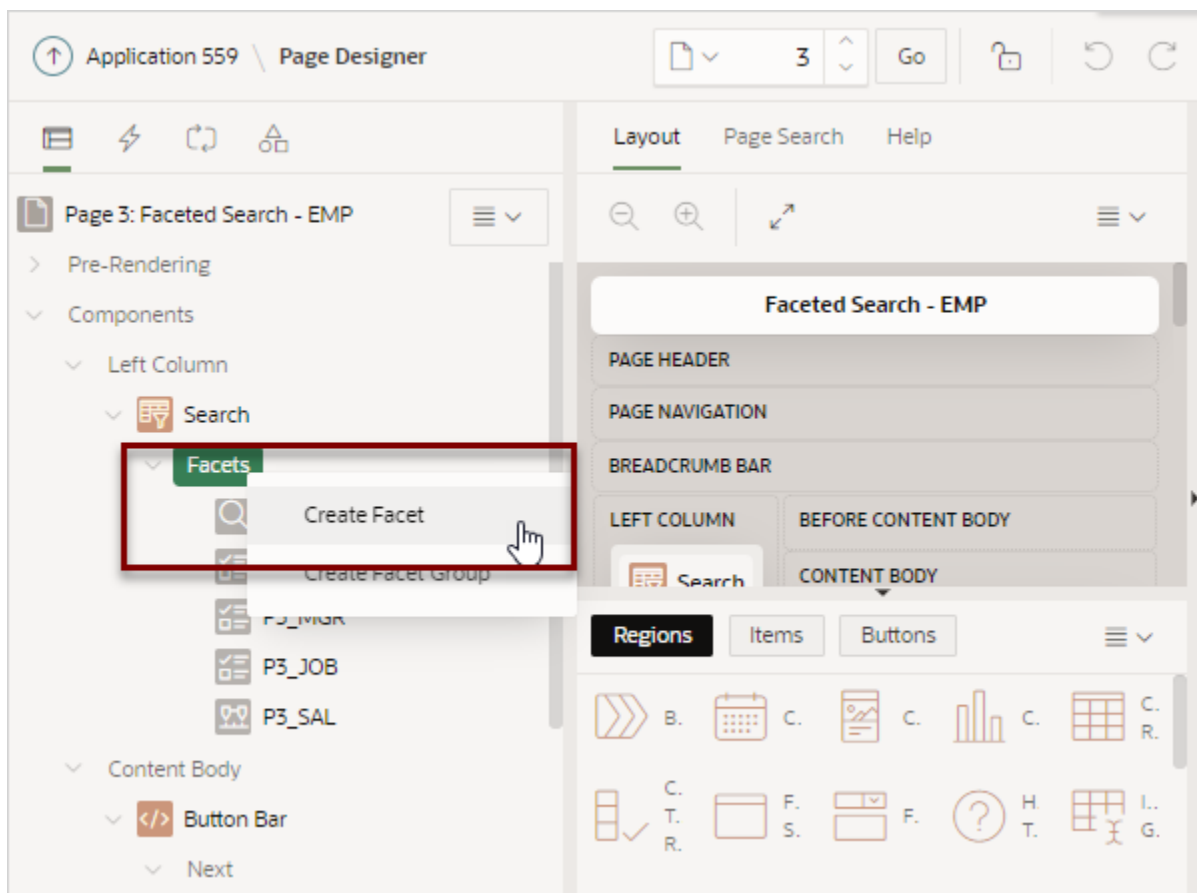 Application 559 \ Page Designer
3
Go
Layout
Page Search
Help
Page 3: Faceted Search - EMP
Pre-Rendering
Components
Left Column
Search
Facets
Create Facet
Create Facet Group
P3_MGR
P3_JOB
P3_SAL
Content Body
Button Bar
Next
Faceted Search - EMP
PAGE HEADER
PAGE NAVIGATION
BREADCRUMB BAR
LEFT COLUMN
BEFORE CONTENT BODY
Search
CONTENT BODY
Regions
Items
Buttons
B.
C.
C.
C.
C.
R.
C.
T.
R.
F.
S.
F.
H.
T.
I..
G.